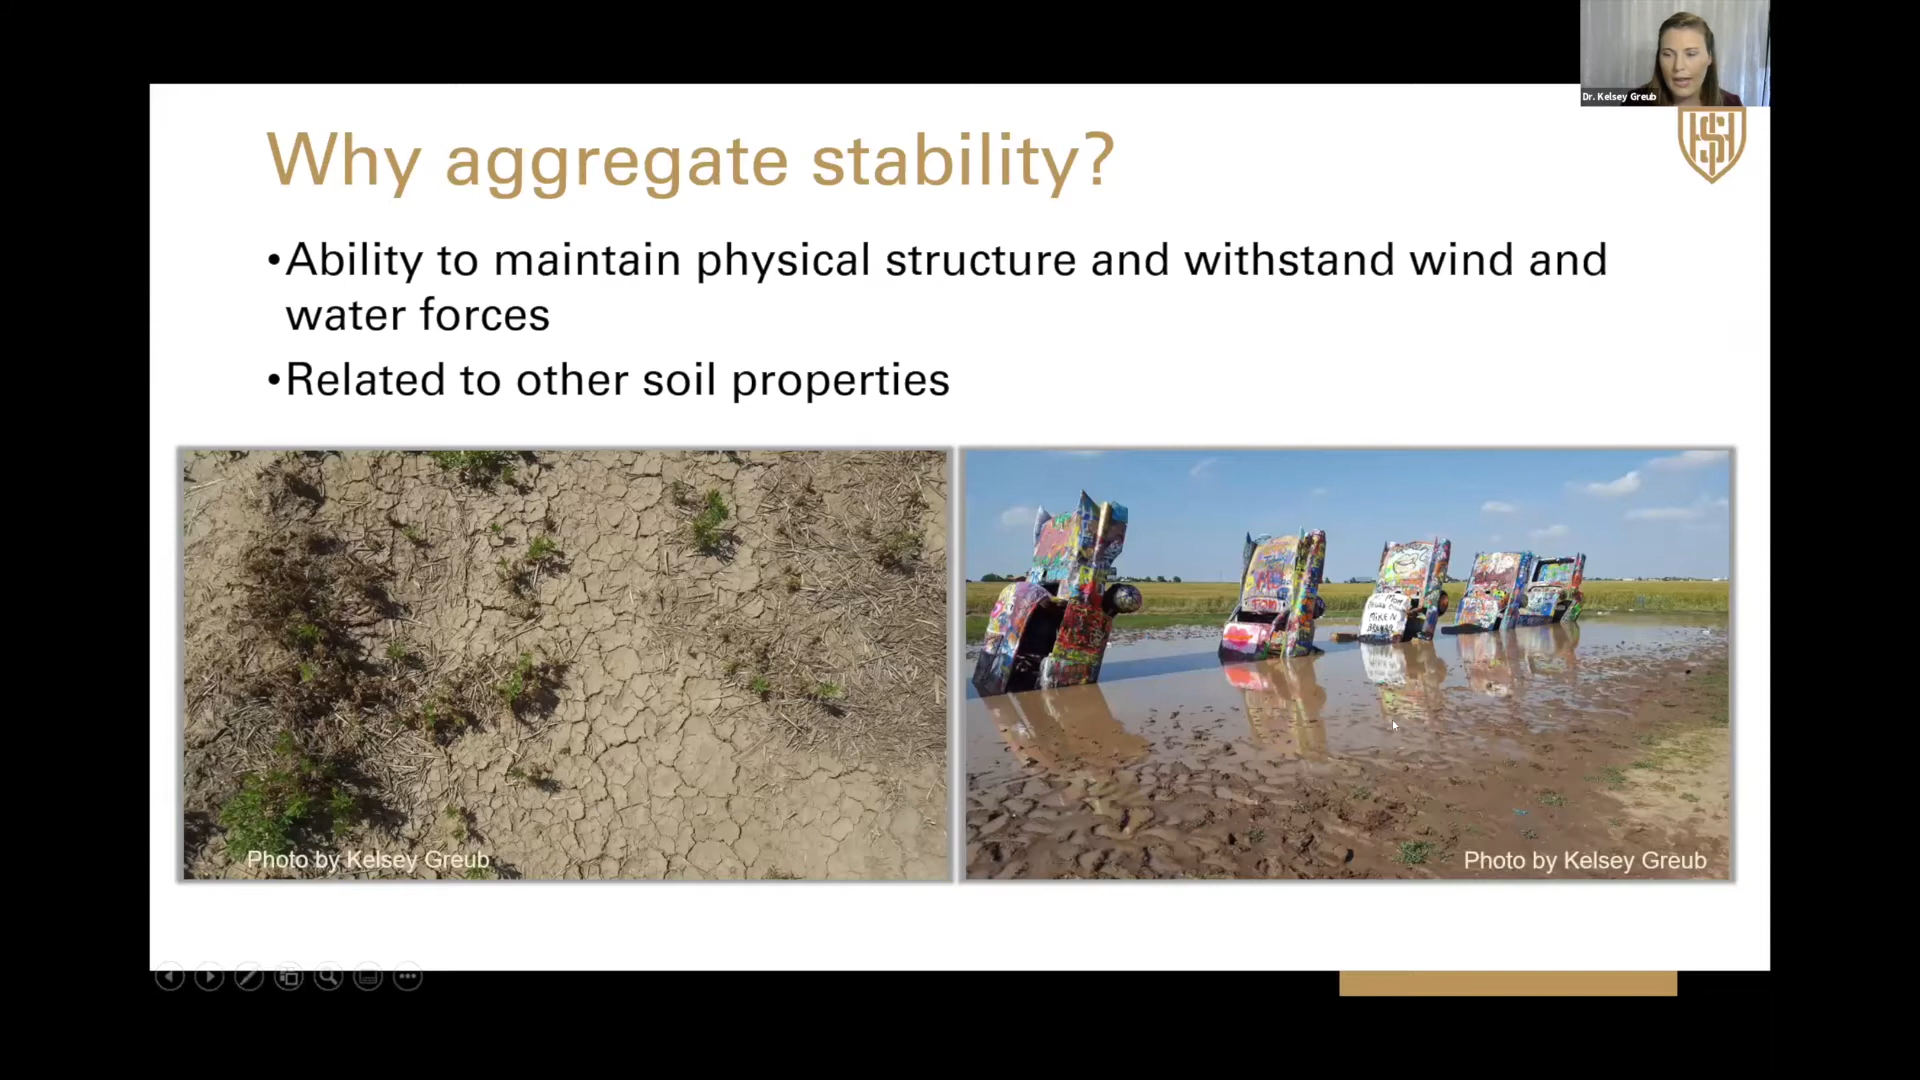 Dr. Kelsey Greub
Why aggregate stability?
•Ability to maintain physical structure and withstand wind and
water forces
•Related to other soil properties
Photo by Kelsey Greub
Photo by Kelsey Greub